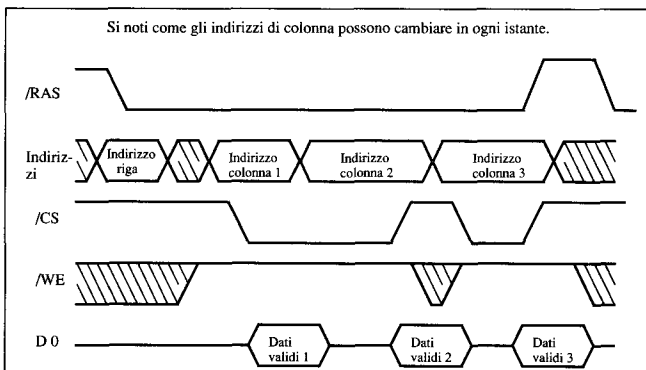 Si noti come gli indirizzi di colonna possono cambiare in ogni istante.
/RAS
Indiriz-
zi
Indirizzo
riga
Indirizzo
colonna 1
Indirizzo
colonna 2
Indirizzo
colonna 3
/CS
/WE
D 0
Dati
validi 1
Dati
validi 2
Dati
validi 3